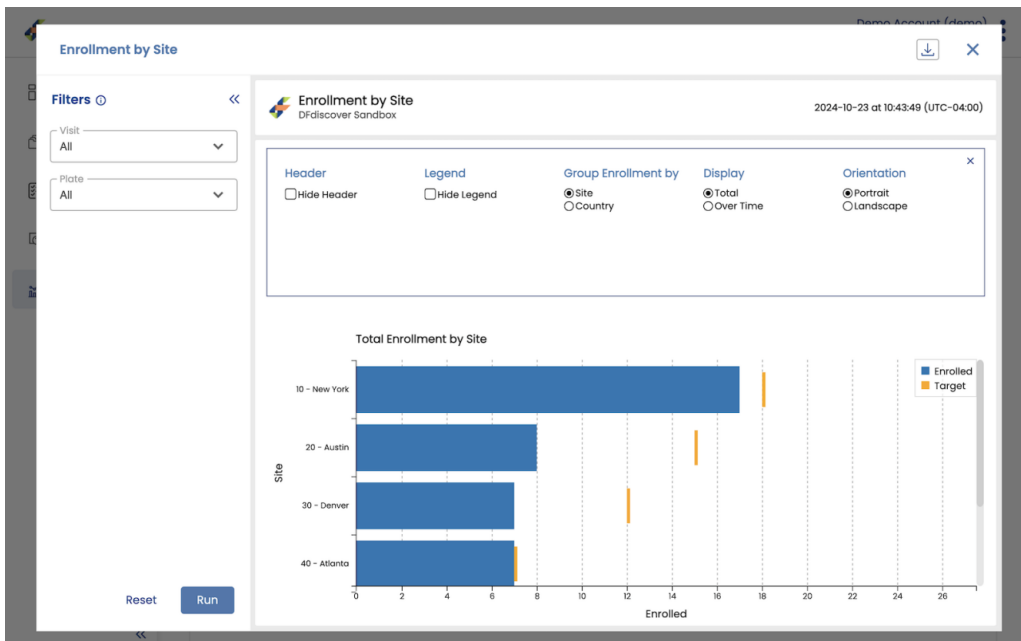 Demo Account (demo)
Enrollment by Site
Filters
Visit
All
Plate
All
Reset
Run
Enrollment by Site
DFdiscover Sandbox
2024-10-23 at 10:43:49 (UTC-04:00)
Header
Hide Header
Legend
Hide Legend
Group Enrollment by
Site
Country
Display
Total
Over Time
Orientation
Portrait
Landscape
Total Enrollment by Site
Enrolled
Target
10 - New York
20 - Austin
30 - Denver
40 - Atlanta
Site
0 2 4 6 8 10 12 14 16 18 20 22 24 26
Enrolled